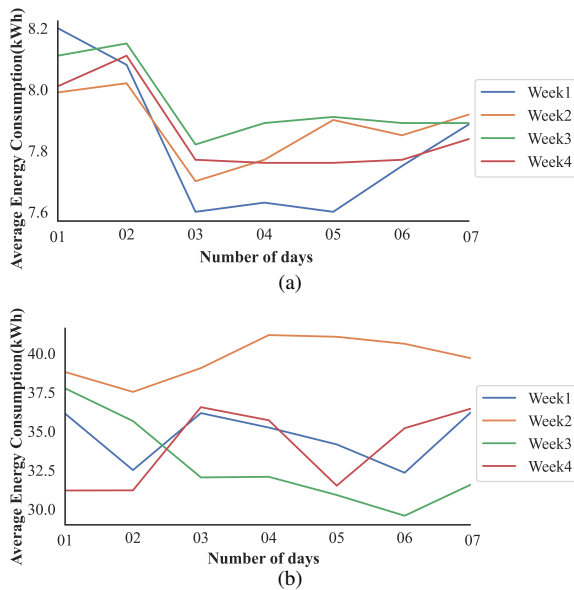 Average Energy Consumption(kWh)
8.2
8.0
7.8
7.6
01 02 03 04 05 06 07
Number of days
Week1
Week2
Week3
Week4
(a)
Average Energy Consumption(kWh)
40.0
37.5
35.0
32.5
30.0
01 02 03 04 05 06 07
Number of days
Week1
Week2
Week3
Week4
(b)